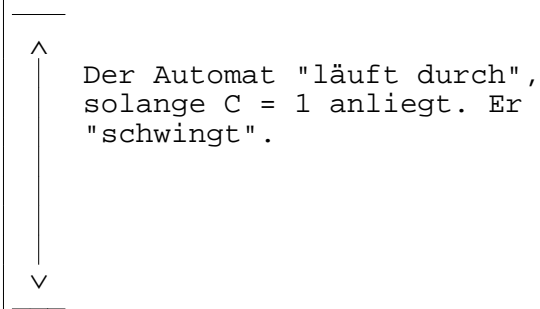 Der Automat "läuft durch",
solange C = 1 anliegt. Er
"schwingt".